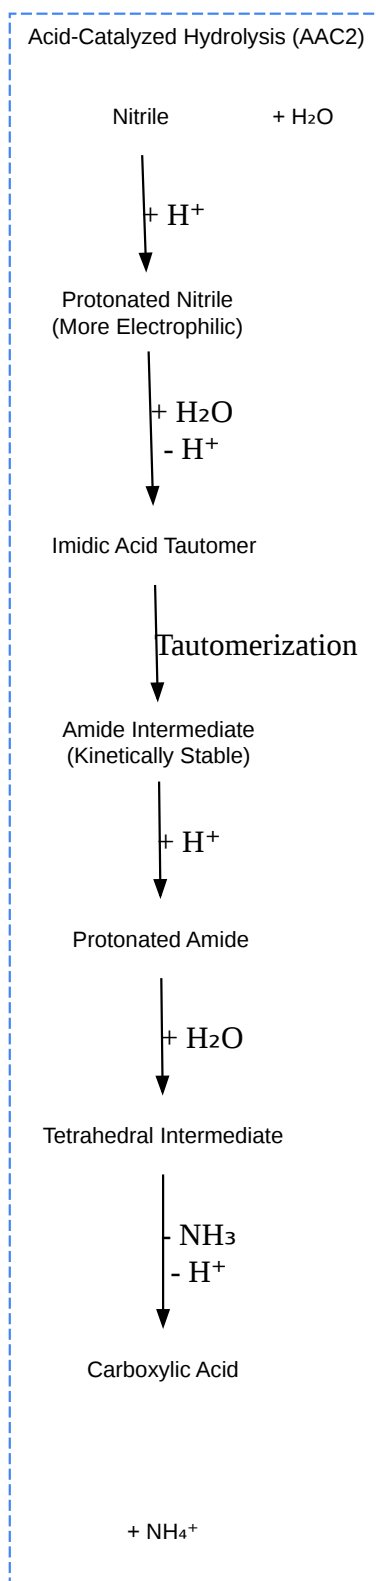 Acid-Catalyzed Hydrolysis (AAC2)
Nitrile + H₂O
+ H⁺
Protonated Nitrile
(More Electrophilic)
+ H₂O
- H⁺
Imidic Acid Tautomer
Tautomerization
Amide Intermediate
(Kinetically Stable)
+ H⁺
Protonated Amide
+ H₂O
Tetrahedral Intermediate
- NH₃
- H⁺
Carboxylic Acid
+ NH₄⁺